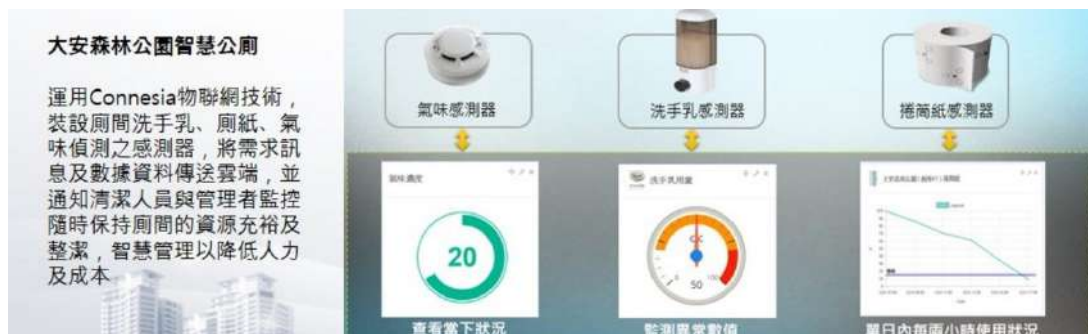 大安森林公園智慧公廁
運用Connesia物聯網技術，
裝設廁間洗手乳、廁紙、氣
味偵測之感測器，將需求訊
息及數據資料傳送雲端，並
通知清潔人員與管理者監控
隨時保持廁間的資源充裕及
整潔，智慧管理以降低人力
及成本
氣味感測器
洗手乳感測器
捲筒紙感測器
氣味濃度
20
洗手乳用量
CC
0
100
50
查看當下狀況
監測異常數值
單日內每兩小時使用狀況